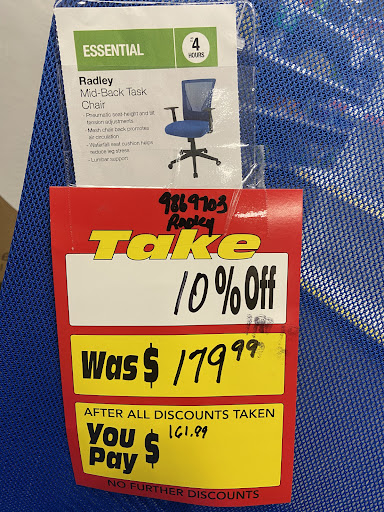 ESSENTIAL
4
HOURS
Radley
Mid-Back Task
Chair
- Pneumatic seat-height and tilt
tension adjustments
- Mesh chair back promotes
air circulation
- Waterfall seat cushion helps
reduce leg stress
- Lumbar support
9869703
Radley
Take
10 % Off
Was $ 179.99
AFTER ALL DISCOUNTS TAKEN
You $ 161.99
Pay
NO FURTHER DISCOUNTS